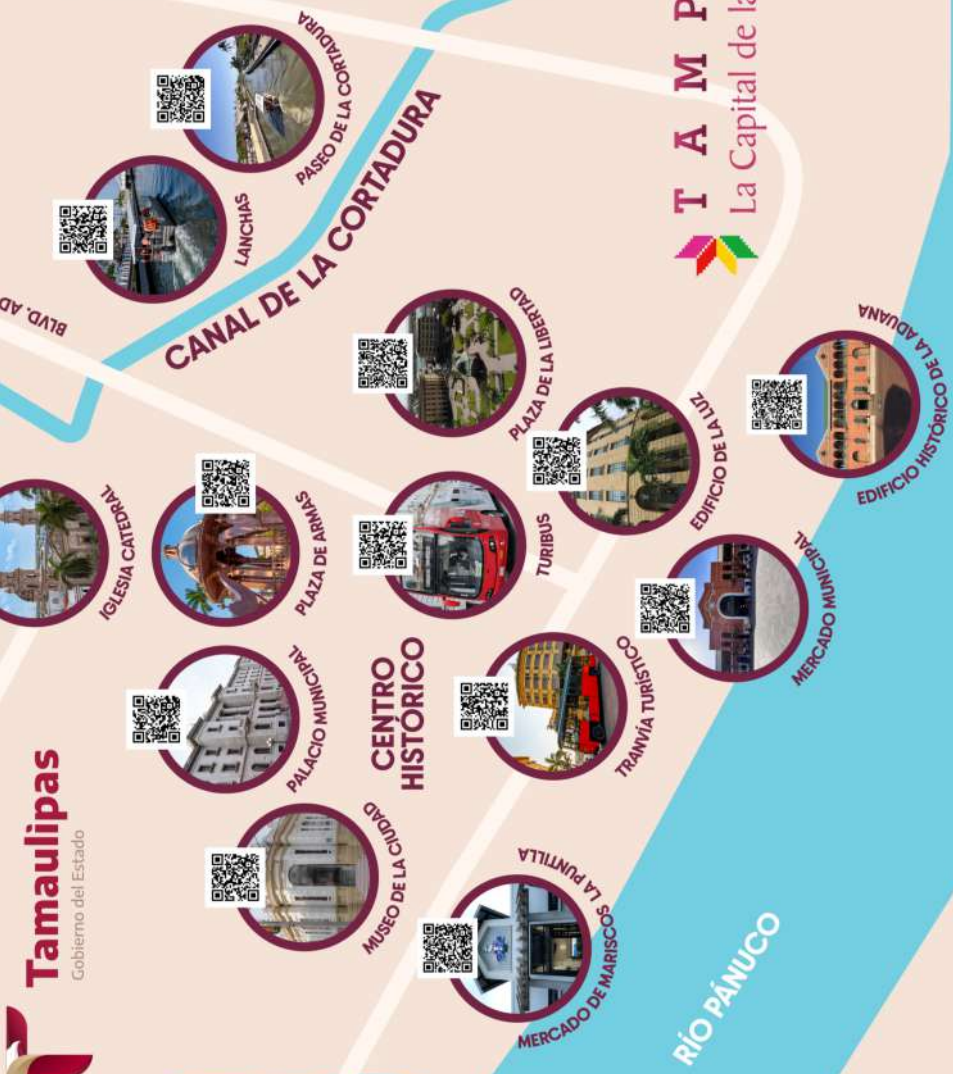 Tamaulipas
Gobierno del Estado
BLVD. AD
IGLESIA CATEDRAL
LANCHAS
PASEO DE LA CORTADURA
CANAL DE LA CORTADURA
PALACIO MUNICIPAL
PLAZA DE ARMAS
MUSEO DE LA CIUDAD
CENTRO
HISTÓRICO
TURIBUS
PLAZA DE LA LIBERTAD
MERCADO DE MARISCOS LA PUNTILLA
TRANVÍA TURÍSTICO
EDIFICIO DE LA LUZ
MERCADO MUNICIPAL
EDIFICIO HISTÓRICO DE LA ADUANA
RÍO PÁNUCO
T A M P
La Capital de la